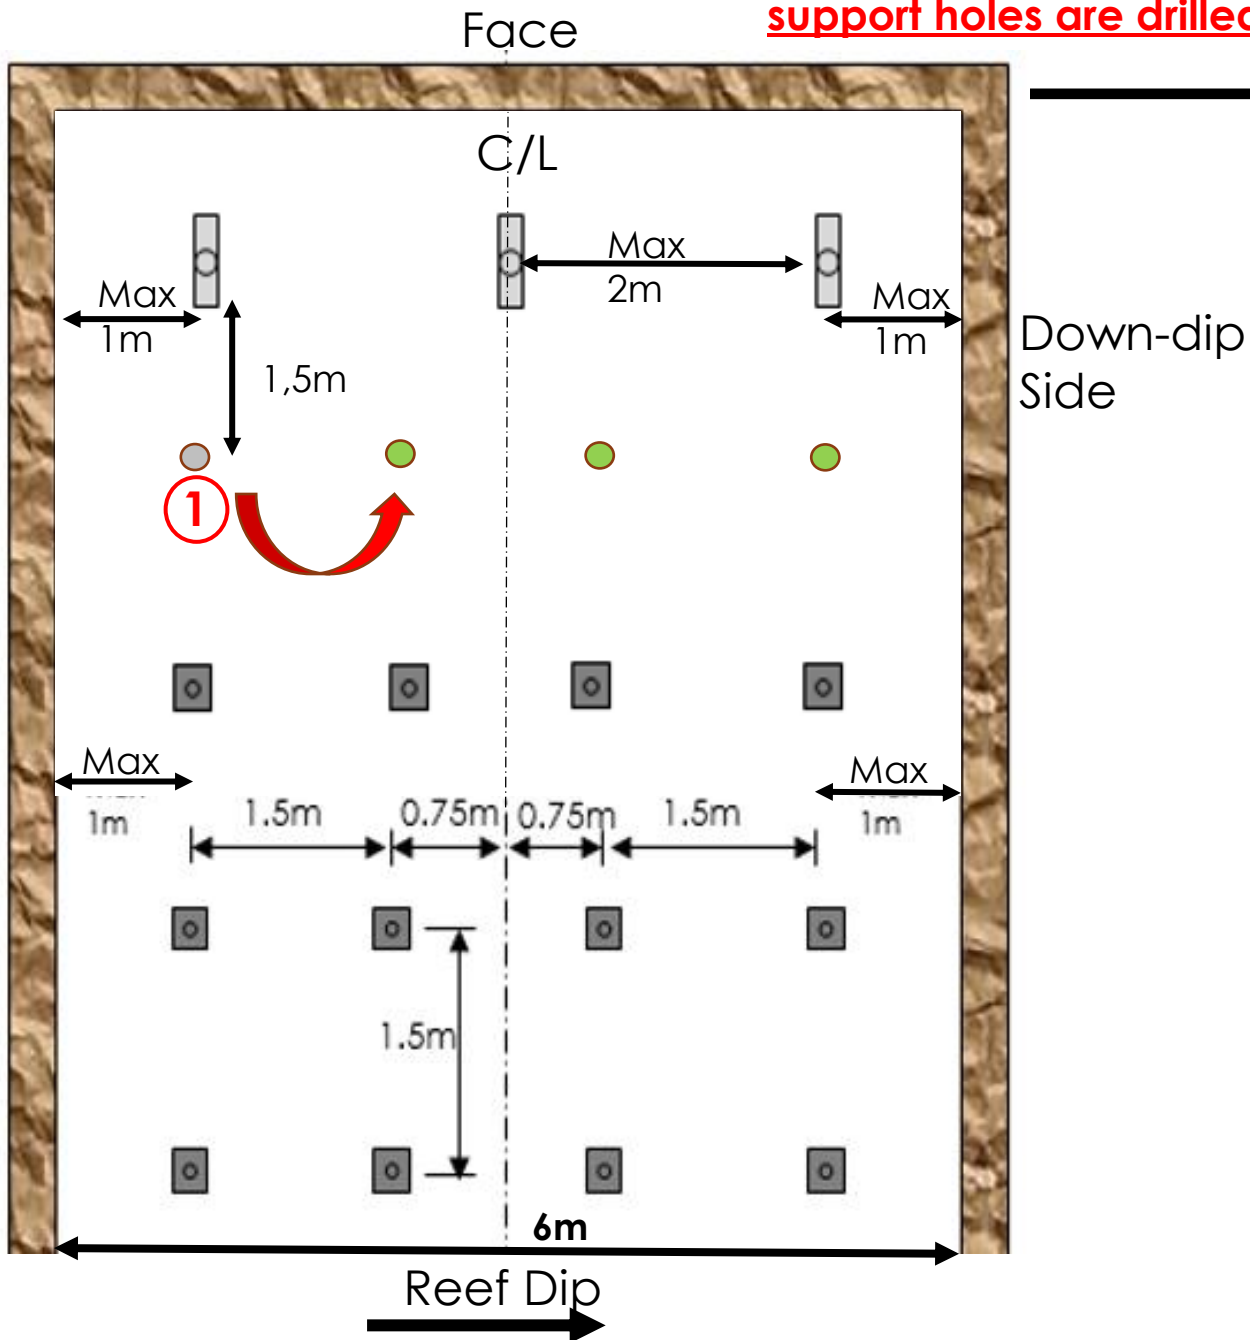 support holes are drilled
Face
C/L
Max
2m
Max
1m
Max
1m
Down-dip
Side
1,5m
1
Max
1m
Max
1m
1.5m
0.75m
0.75m
1.5m
1.5m
6m
Reef Dip